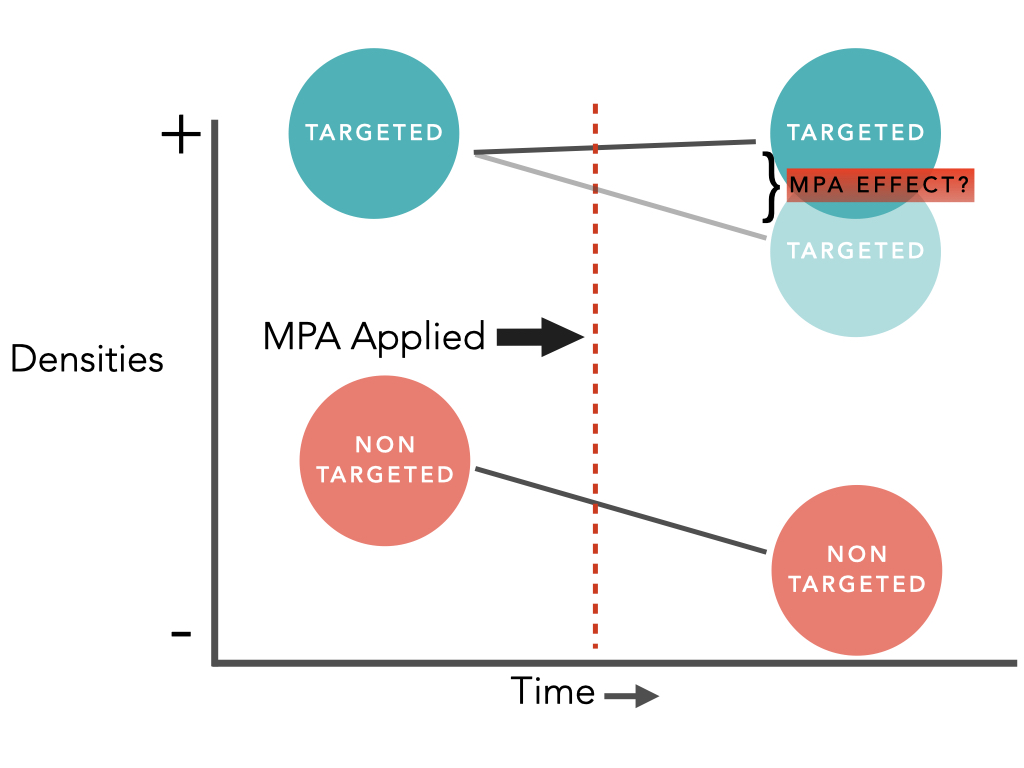 +
TARGETED
TARGETED
MPA EFFECT?
TARGETED
MPA Applied
Densities
NON
TARGETED
NON
TARGETED
-
Time